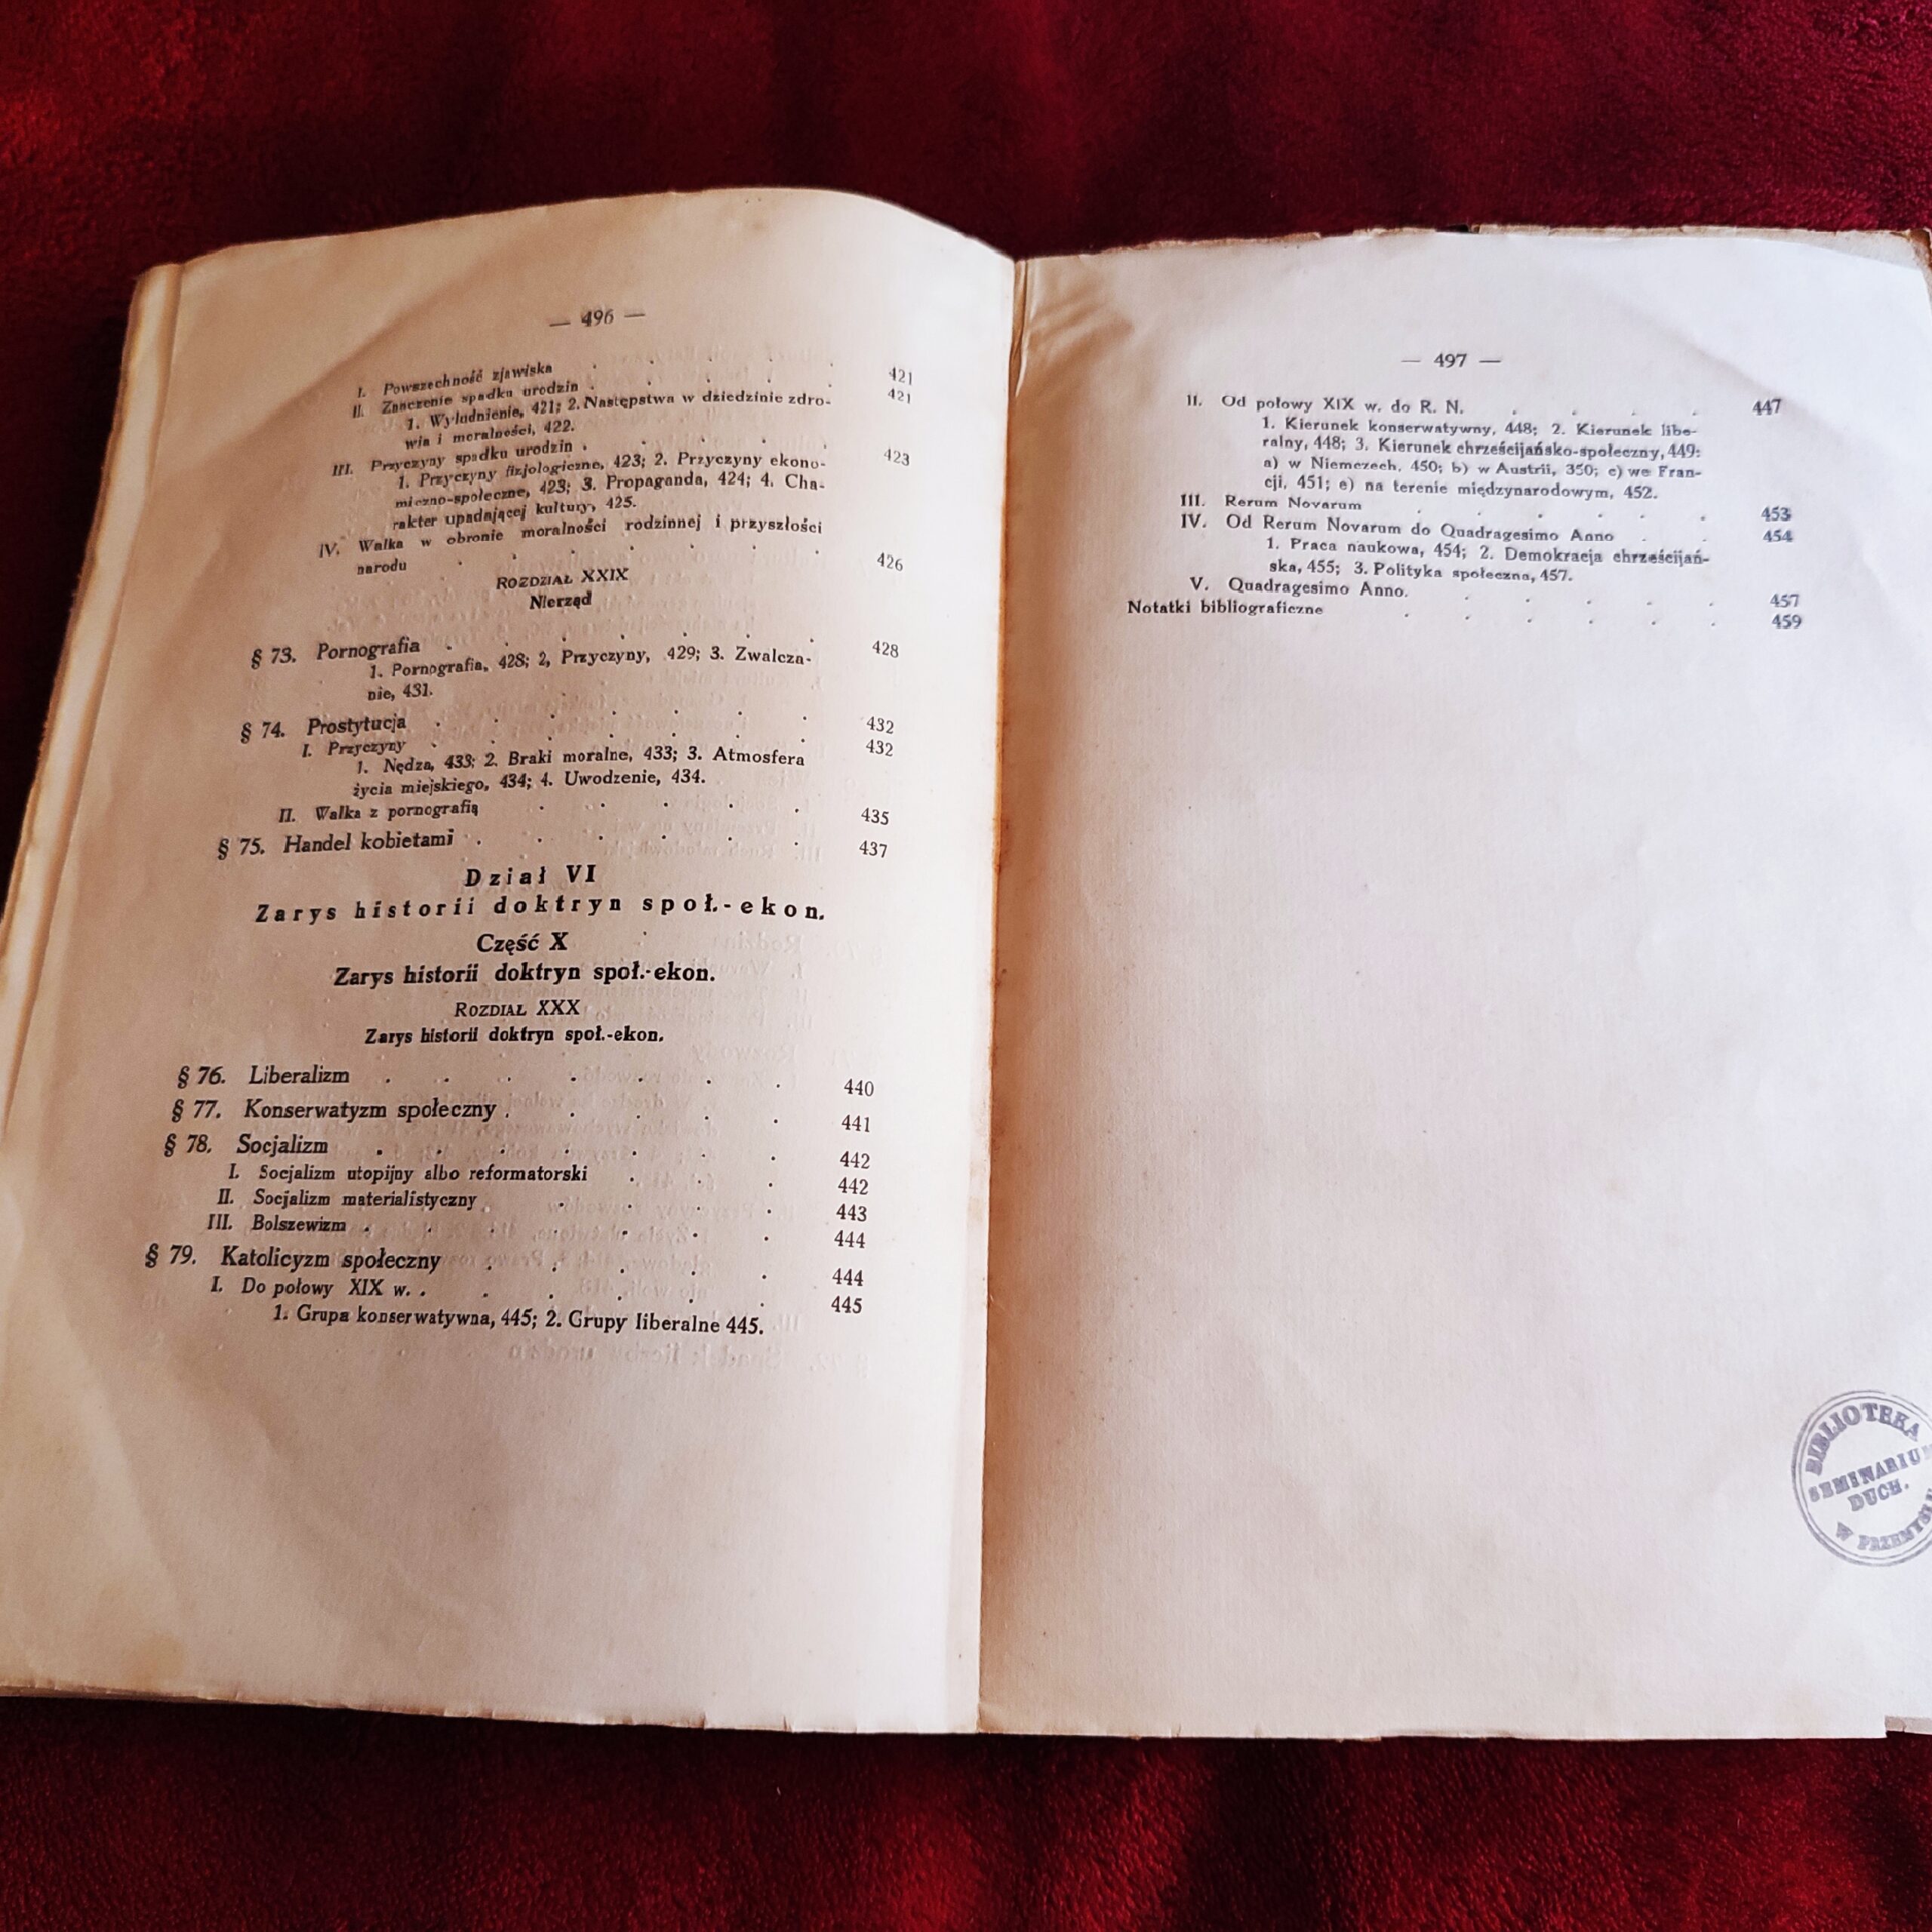 — 496 —
I. Powszechność zjawiska . . . . . 421
II. Znaczenie spadku urodzin . . . . . 421
1. Wyludnienie, 421; 2. Następstwa w dziedzinie zdro-
wia i moralności, 422.
III. Przyczyny spadku urodzin . . . . . 423
1. Przyczyny fizjologiczne, 423; 2. Przyczyny ekono-
miczno-społeczne, 423; 3. Propaganda, 424; 4. Cha-
rakter upadającej kultury, 425.
IV. Walka w obronie moralności rodzinnej i przyszłości
narodu . . . . . . . 426
ROZDZIAŁ XXIX
Nierząd
§ 73. Pornografia . . . . . . . 428
1. Pornografia, 428; 2, Przyczyny, 429; 3. Zwalcza-
nie, 431.
§ 74. Prostytucja . . . . . . . 432
I. Przyczyny . . . . . . . 432
1. Nędza, 433; 2. Braki moralne, 433; 3. Atmosfera
życia miejskiego, 434; 4. Uwodzenie, 434.
II. Walka z pornografią . . . . . 435
§ 75. Handel kobietami . . . . . . 437
Dział VI
Zarys historii doktryn społ.-ekon.
Część X
Zarys historii doktryn społ.-ekon.
ROZDIAŁ XXX
Zarys historii doktryn społ.-ekon.
§ 76. Liberalizm . . . . . . . 440
§ 77. Konserwatyzm społeczny . . . . . 441
§ 78. Socjalizm . . . . . . . 442
I. Socjalizm utopijny albo reformatorski . . . 442
II. Socjalizm materialistyczny . . . . . 443
III. Bolszewizm . . . . . . . 444
§ 79. Katolicyzm społeczny . . . . . 444
I. Do połowy XIX w. . . . . . . 445
1. Grupa konserwatywna, 445; 2. Grupy liberalne 445.
— 497 —
II. Od połowy XIX w. do R. N. . . . . 447
1. Kierunek konserwatywny, 448; 2. Kierunek libe-
ralny, 448; 3. Kierunek chrześcijańsko-społeczny, 449:
a) w Niemczech, 450; b) w Austrii, 350; c) we Fran-
cji, 451; e) na terenie międzynarodowym, 452.
III. Rerum Novarum . . . . . . 453
IV. Od Rerum Novarum do Quadragesimo Anno . . 454
1. Praca naukowa, 454; 2. Demokracja chrześcijań-
ska, 455; 3. Polityka społeczna, 457.
V. Quadragesimo Anno. . . . . . 457
Notatki bibliograficzne . . . . . . 459
BIBLIOTEKA
SEMINARIUM
DUCH.
W PRZEMYŚLU